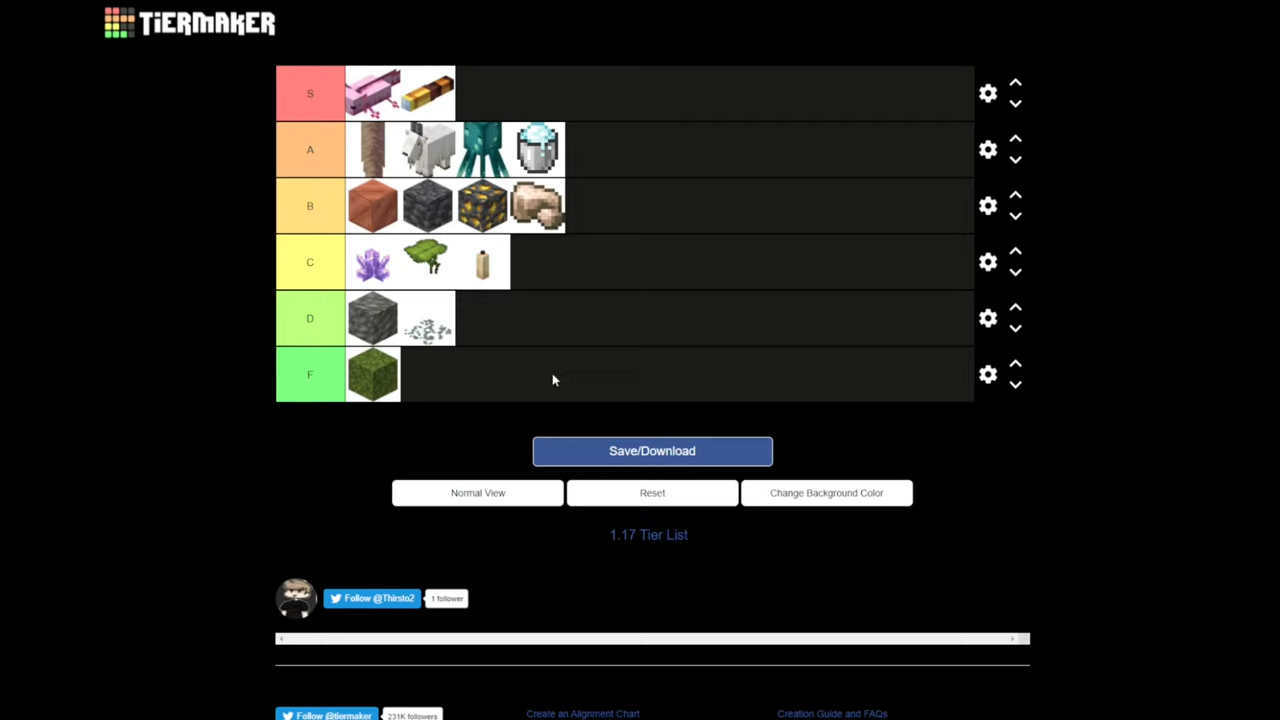 TiERMAKER
S
A
B
C
D
F
Save/Download
Normal View
Reset
Change Background Color
1.17 Tier List
Follow @Thirsto2
1 follower
Follow @tiermaker
231K followers
Create an Alignment Chart
Creation Guide and FAQs